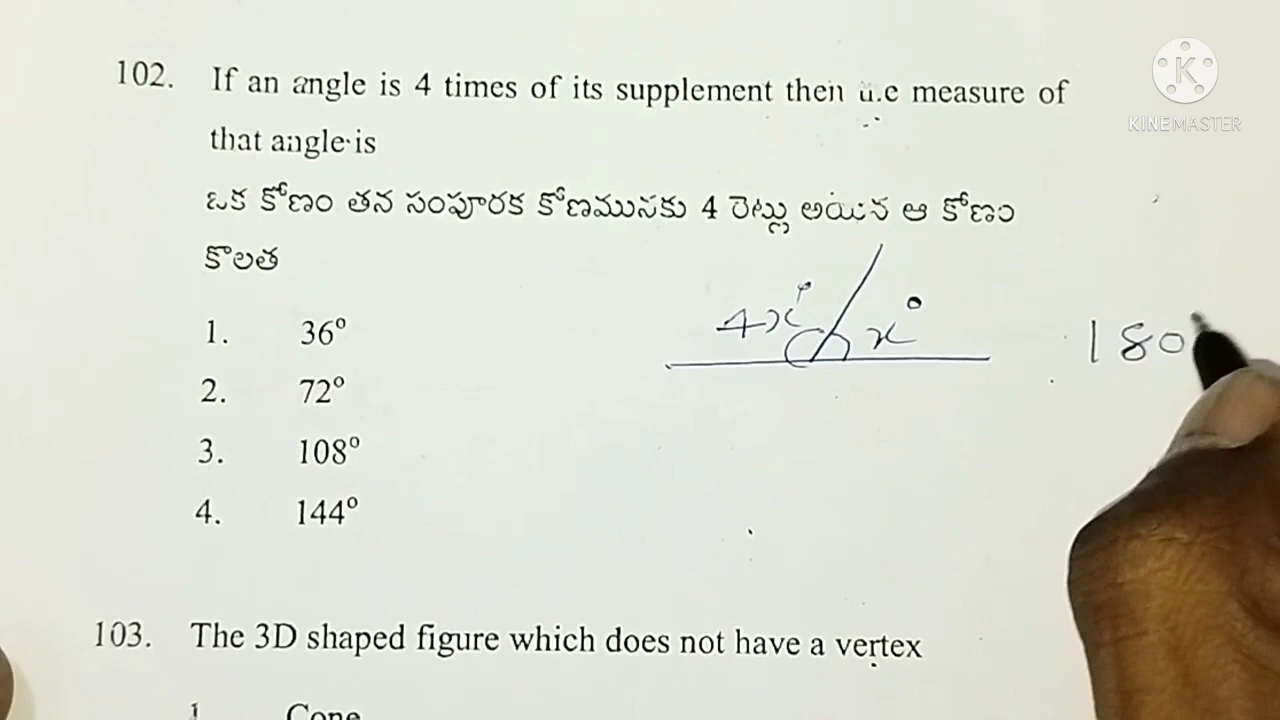 102. If an angle is 4 times of its supplement then measure of
that angle is
ఒక కోణం తన సంపూరక కోణమునకు 4 రెట్లు అయిన ఆ కోణం
కొలత
4x° x° 180
1. 36°
2. 72°
3. 108°
4. 144°
103. The 3D shaped figure which does not have a vertex
1 Cone
K
KINEMASTER